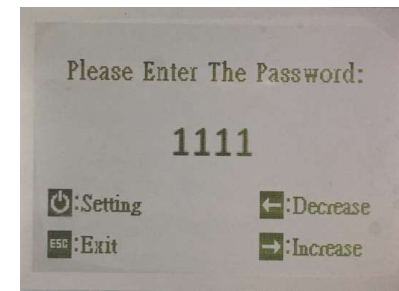 Please Enter The Password:
1111
:Setting
:Decrease
ESC :Exit
:Increase